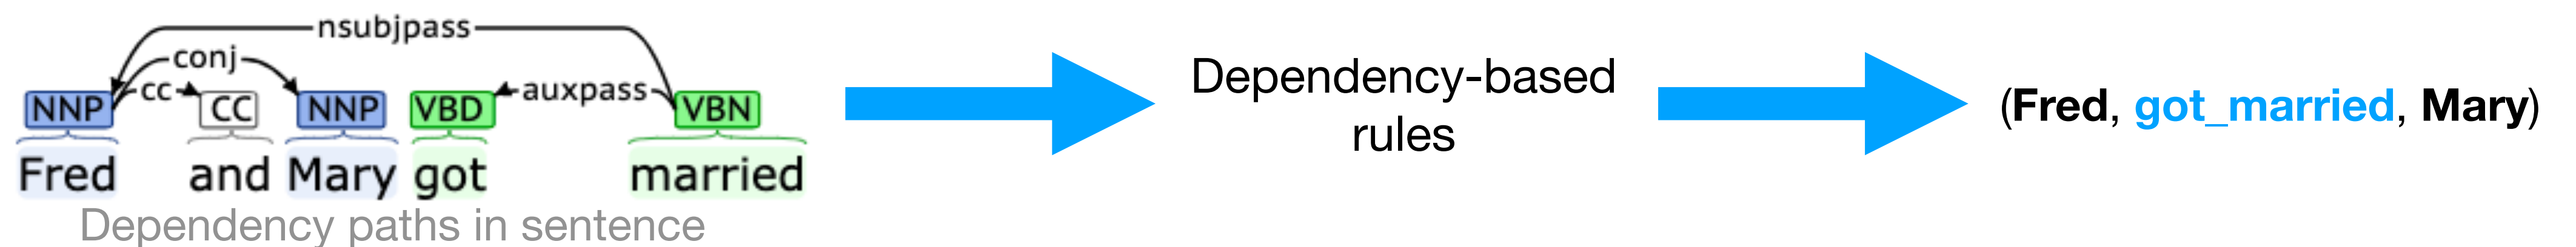 nsubjpass
conj
cc auxpass
NNP CC NNP VBD VBN
Fred and Mary got married
Dependency paths in sentence
Dependency-based
rules
(Fred, got_married, Mary)